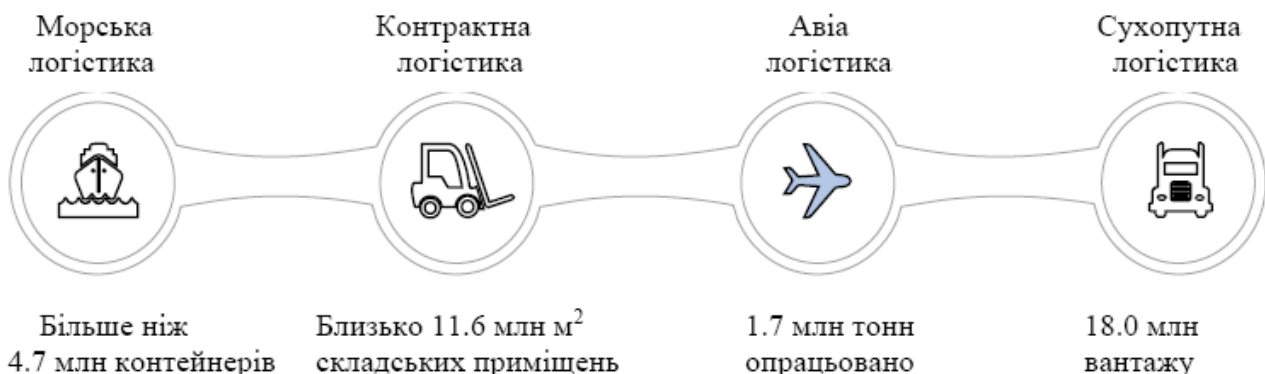 Морська
логістика
Контрактна
логістика
Авіа
логістика
Сухопутна
логістика
Більше ніж
4.7 млн контейнерів
Близько 11.6 млн м²
складських приміщень
1.7 млн тонн
опрацьовано
18.0 млн
вантажу